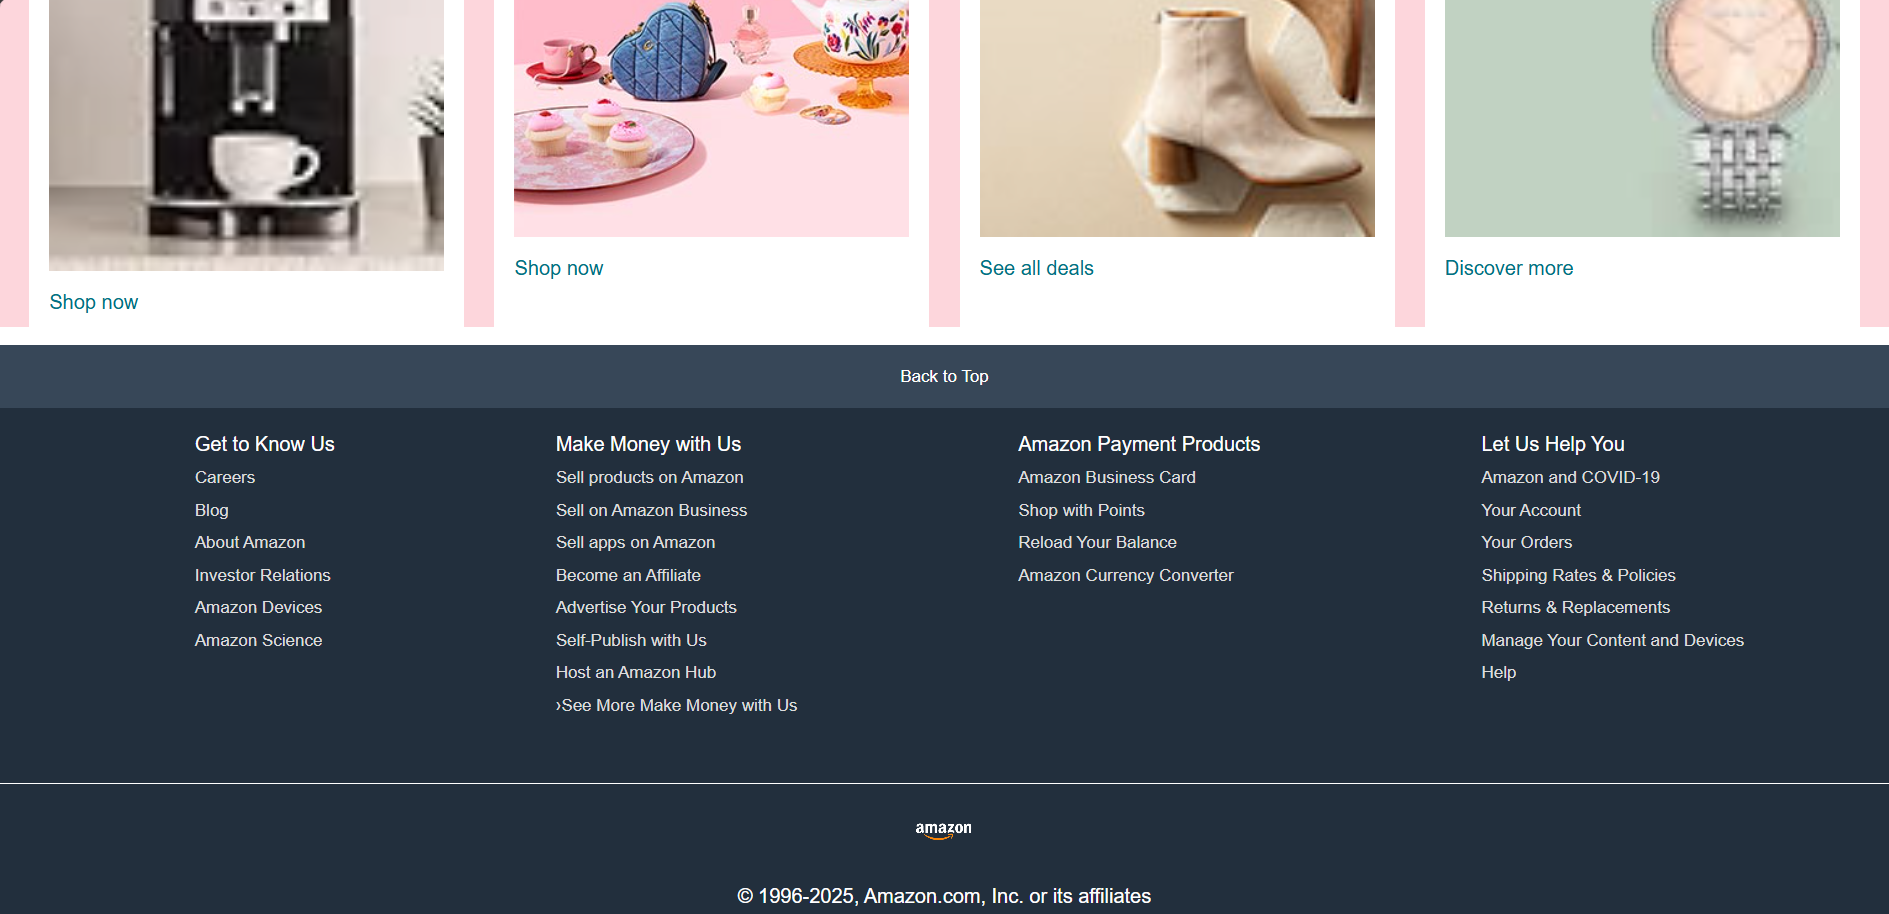 Shop now
Shop now
See all deals
Discover more
Back to Top
Get to Know Us
Careers
Blog
About Amazon
Investor Relations
Amazon Devices
Amazon Science
Make Money with Us
Sell products on Amazon
Sell on Amazon Business
Sell apps on Amazon
Become an Affiliate
Advertise Your Products
Self-Publish with Us
Host an Amazon Hub
›See More Make Money with Us
Amazon Payment Products
Amazon Business Card
Shop with Points
Reload Your Balance
Amazon Currency Converter
Let Us Help You
Amazon and COVID-19
Your Account
Your Orders
Shipping Rates & Policies
Returns & Replacements
Manage Your Content and Devices
Help
amazon
© 1996-2025, Amazon.com, Inc. or its affiliates